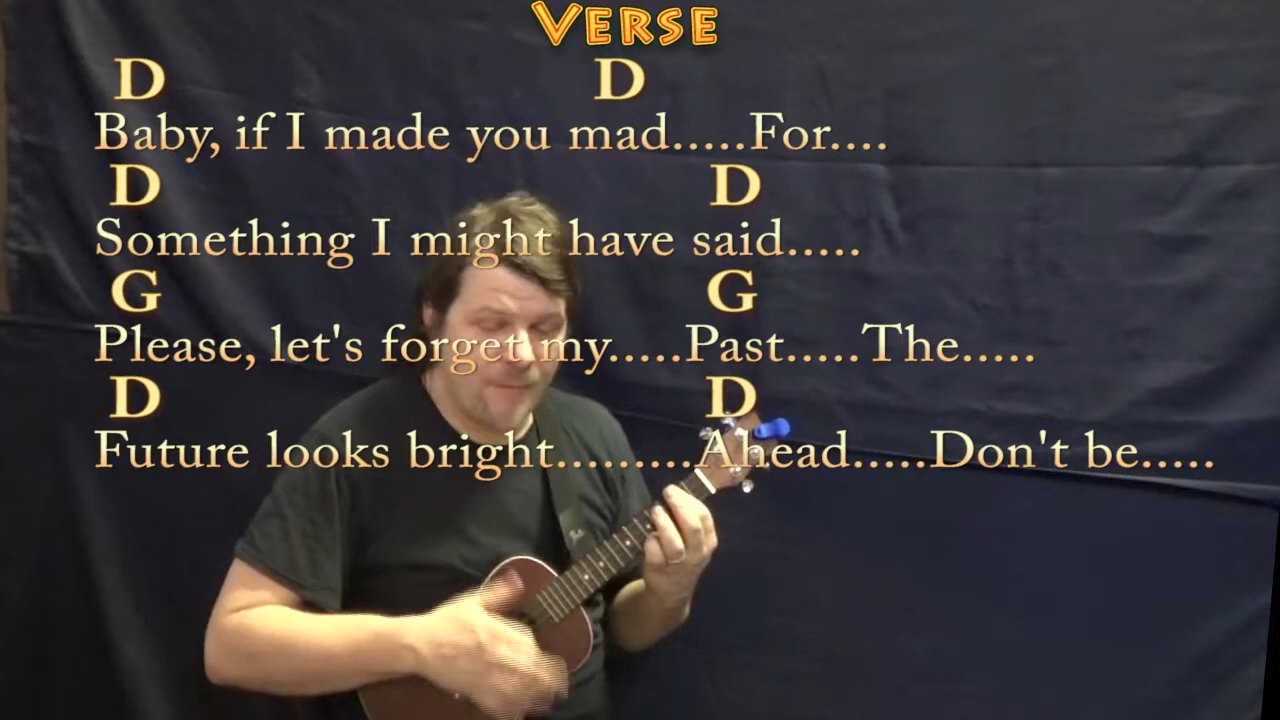 VERSE
D D
Baby, if I made you mad.....For....
D D
Something I might have said.....
G G
Please, let's forget my.....Past.....The.....
D D
Future looks bright.........Ahead.....Don't be.....